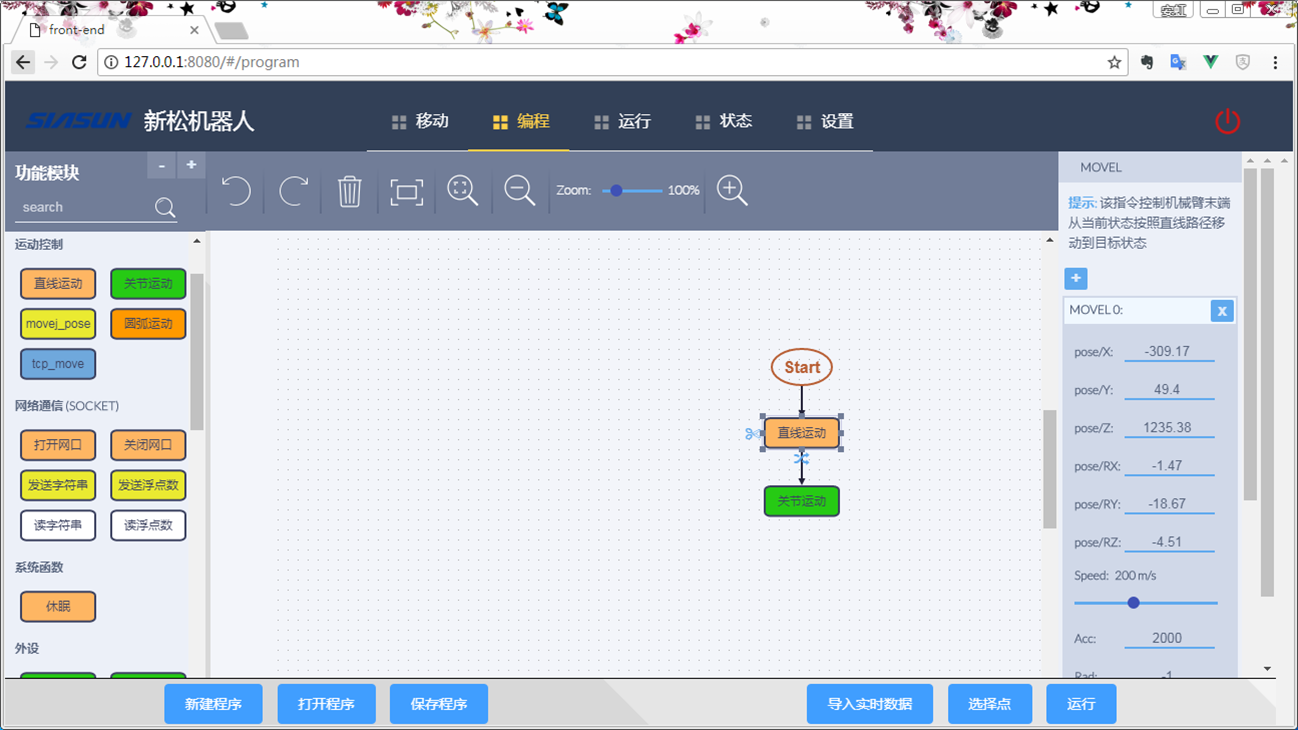 安虹
front-end
127.0.0.1:8080/#/program
SIASUN 新松机器人
移动
编程
运行
状态
设置
功能模块
-
+
search
Zoom:
100%
运动控制
直线运动
关节运动
movej_pose
圆弧运动
tcp_move
网络通信 (SOCKET)
打开网口
关闭网口
发送字符串
发送浮点数
读字符串
读浮点数
系统函数
休眠
外设
Start
直线运动
关节运动
MOVEL
提示: 该指令控制机械臂末端
从当前状态按照直线路径移
动到目标状态
+
MOVEL 0:
x
pose/X: -309.17
pose/Y: 49.4
pose/Z: 1235.38
pose/RX: -1.47
pose/RY: -18.67
pose/RZ: -4.51
Speed: 200 m/s
Acc: 2000
Rad: -1
新建程序
打开程序
保存程序
导入实时数据
选择点
运行